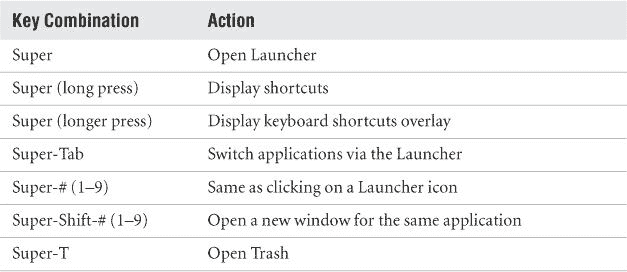 Key Combination Action
Super Open Launcher
Super (long press) Display shortcuts
Super (longer press) Display keyboard shortcuts overlay
Super-Tab Switch applications via the Launcher
Super-# (1–9) Same as clicking on a Launcher icon
Super-Shift-# (1–9) Open a new window for the same application
Super-T Open Trash